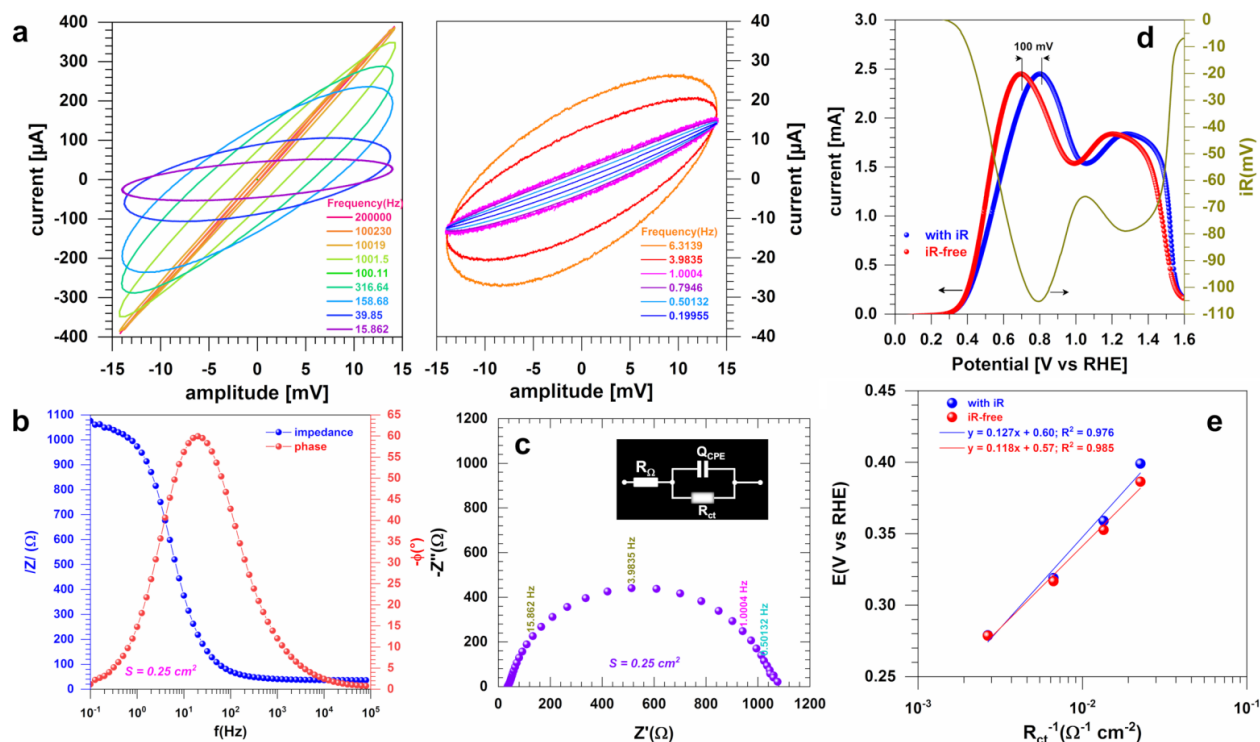 a
400
300
200
100
0
-100
-200
-300
-400
current [µA]
-15 -10 -5 0 5 10 15
amplitude [mV]
Frequency(Hz)
200000
100230
10019
1001.5
100.11
316.64
158.68
39.85
15.862
40
30
20
10
0
-10
-20
-30
-40
current [µA]
-15 -10 -5 0 5 10 15
amplitude [mV]
Frequency(Hz)
6.3139
3.9835
1.0004
0.7946
0.50132
0.19955
d
3.0
2.5
2.0
1.5
1.0
0.5
0.0
current [mA]
100 mV
with iR
iR-free
0
-10
-20
-30
-40
-50
-60
-70
-80
-90
-100
-110
iR(mV)
0.0 0.2 0.4 0.6 0.8 1.0 1.2 1.4 1.6
Potential [V vs RHE]
b
1100
1000
900
800
700
600
500
400
300
200
100
0
/Z/ (Ω)
impedance
phase
S = 0.25 cm²
65
60
55
50
45
40
35
30
25
20
15
10
5
0
-ϕ(°)
10⁻¹ 10⁰ 10¹ 10² 10³ 10⁴ 10⁵
f(Hz)
c
1200
1000
800
600
400
200
0
-Z''(Ω)
R_Ω
Q_CPE
R_ct
15.862 Hz
3.9835 Hz
1.0004 Hz
0.50132 Hz
S = 0.25 cm²
0 200 400 600 800 1000 1200
Z'(Ω)
e
0.45
0.40
0.35
0.30
0.25
E(V vs RHE)
with iR
iR-free
y = 0.127x + 0.60; R² = 0.976
y = 0.118x + 0.57; R² = 0.985
10⁻³ 10⁻² 10⁻¹
R_ct⁻¹(Ω⁻¹ cm⁻²)